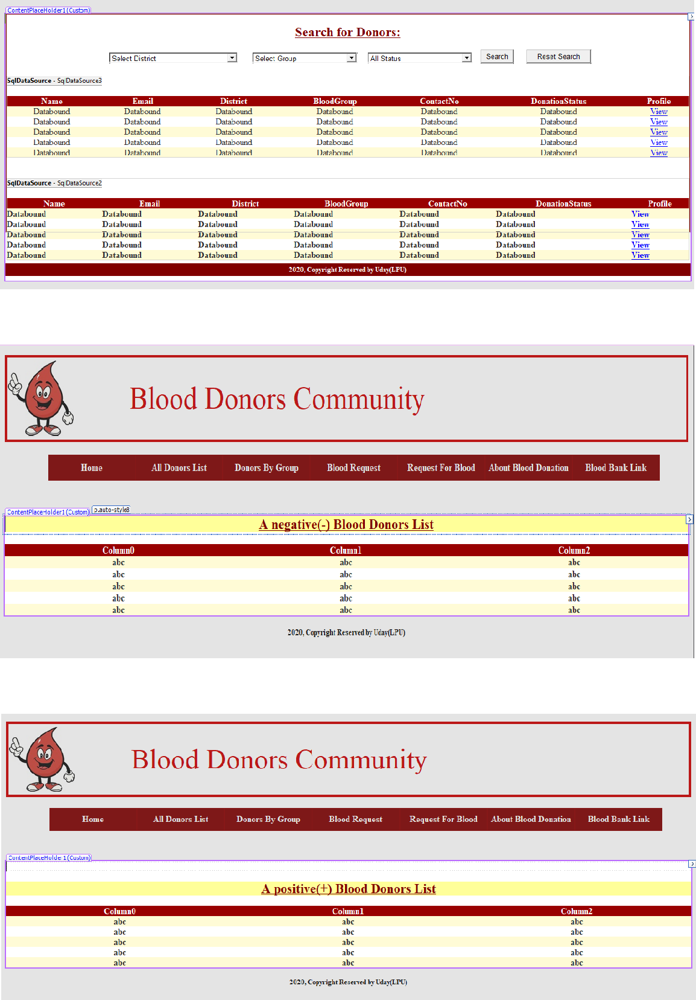 ContentPlaceHolder1 (Custom)
Search for Donors:
Select District Select Group All Status Search Reset Search
SqlDataSource - SqlDataSource3
Name Email District BloodGroup ContactNo DonationStatus Profile
Databound Databound Databound Databound Databound Databound View
Databound Databound Databound Databound Databound Databound View
Databound Databound Databound Databound Databound Databound View
Databound Databound Databound Databound Databound Databound View
Databound Databound Databound Databound Databound Databound View
SqlDataSource - SqlDataSource2
Name Email District BloodGroup ContactNo DonationStatus Profile
Databound Databound Databound Databound Databound Databound View
Databound Databound Databound Databound Databound Databound View
Databound Databound Databound Databound Databound Databound View
Databound Databound Databound Databound Databound Databound View
Databound Databound Databound Databound Databound Databound View
2020, Copyright Reserved by Uday(LPU)
Blood Donors Community
Home All Donors List Donors By Group Blood Request Request For Blood About Blood Donation Blood Bank Link
ContentPlaceHolder1 (Custom) p.auto-style8
A negative(-) Blood Donors List
Column0 Column1 Column2
abc abc abc
abc abc abc
abc abc abc
abc abc abc
abc abc abc
2020, Copyright Reserved by Uday(LPU)
Blood Donors Community
Home All Donors List Donors By Group Blood Request Request For Blood About Blood Donation Blood Bank Link
ContentPlaceHolder1 (Custom)
A positive(+) Blood Donors List
Column0 Column1 Column2
abc abc abc
abc abc abc
abc abc abc
abc abc abc
abc abc abc
2020, Copyright Reserved by Uday(LPU)